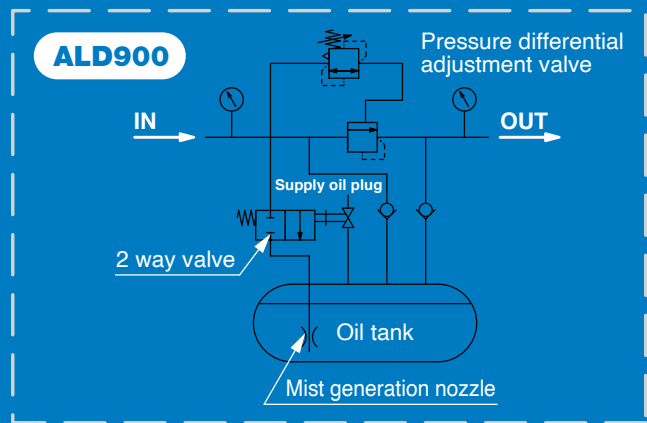 ALD900
Pressure differential
adjustment valve
IN
OUT
Supply oil plug
2 way valve
Oil tank
Mist generation nozzle